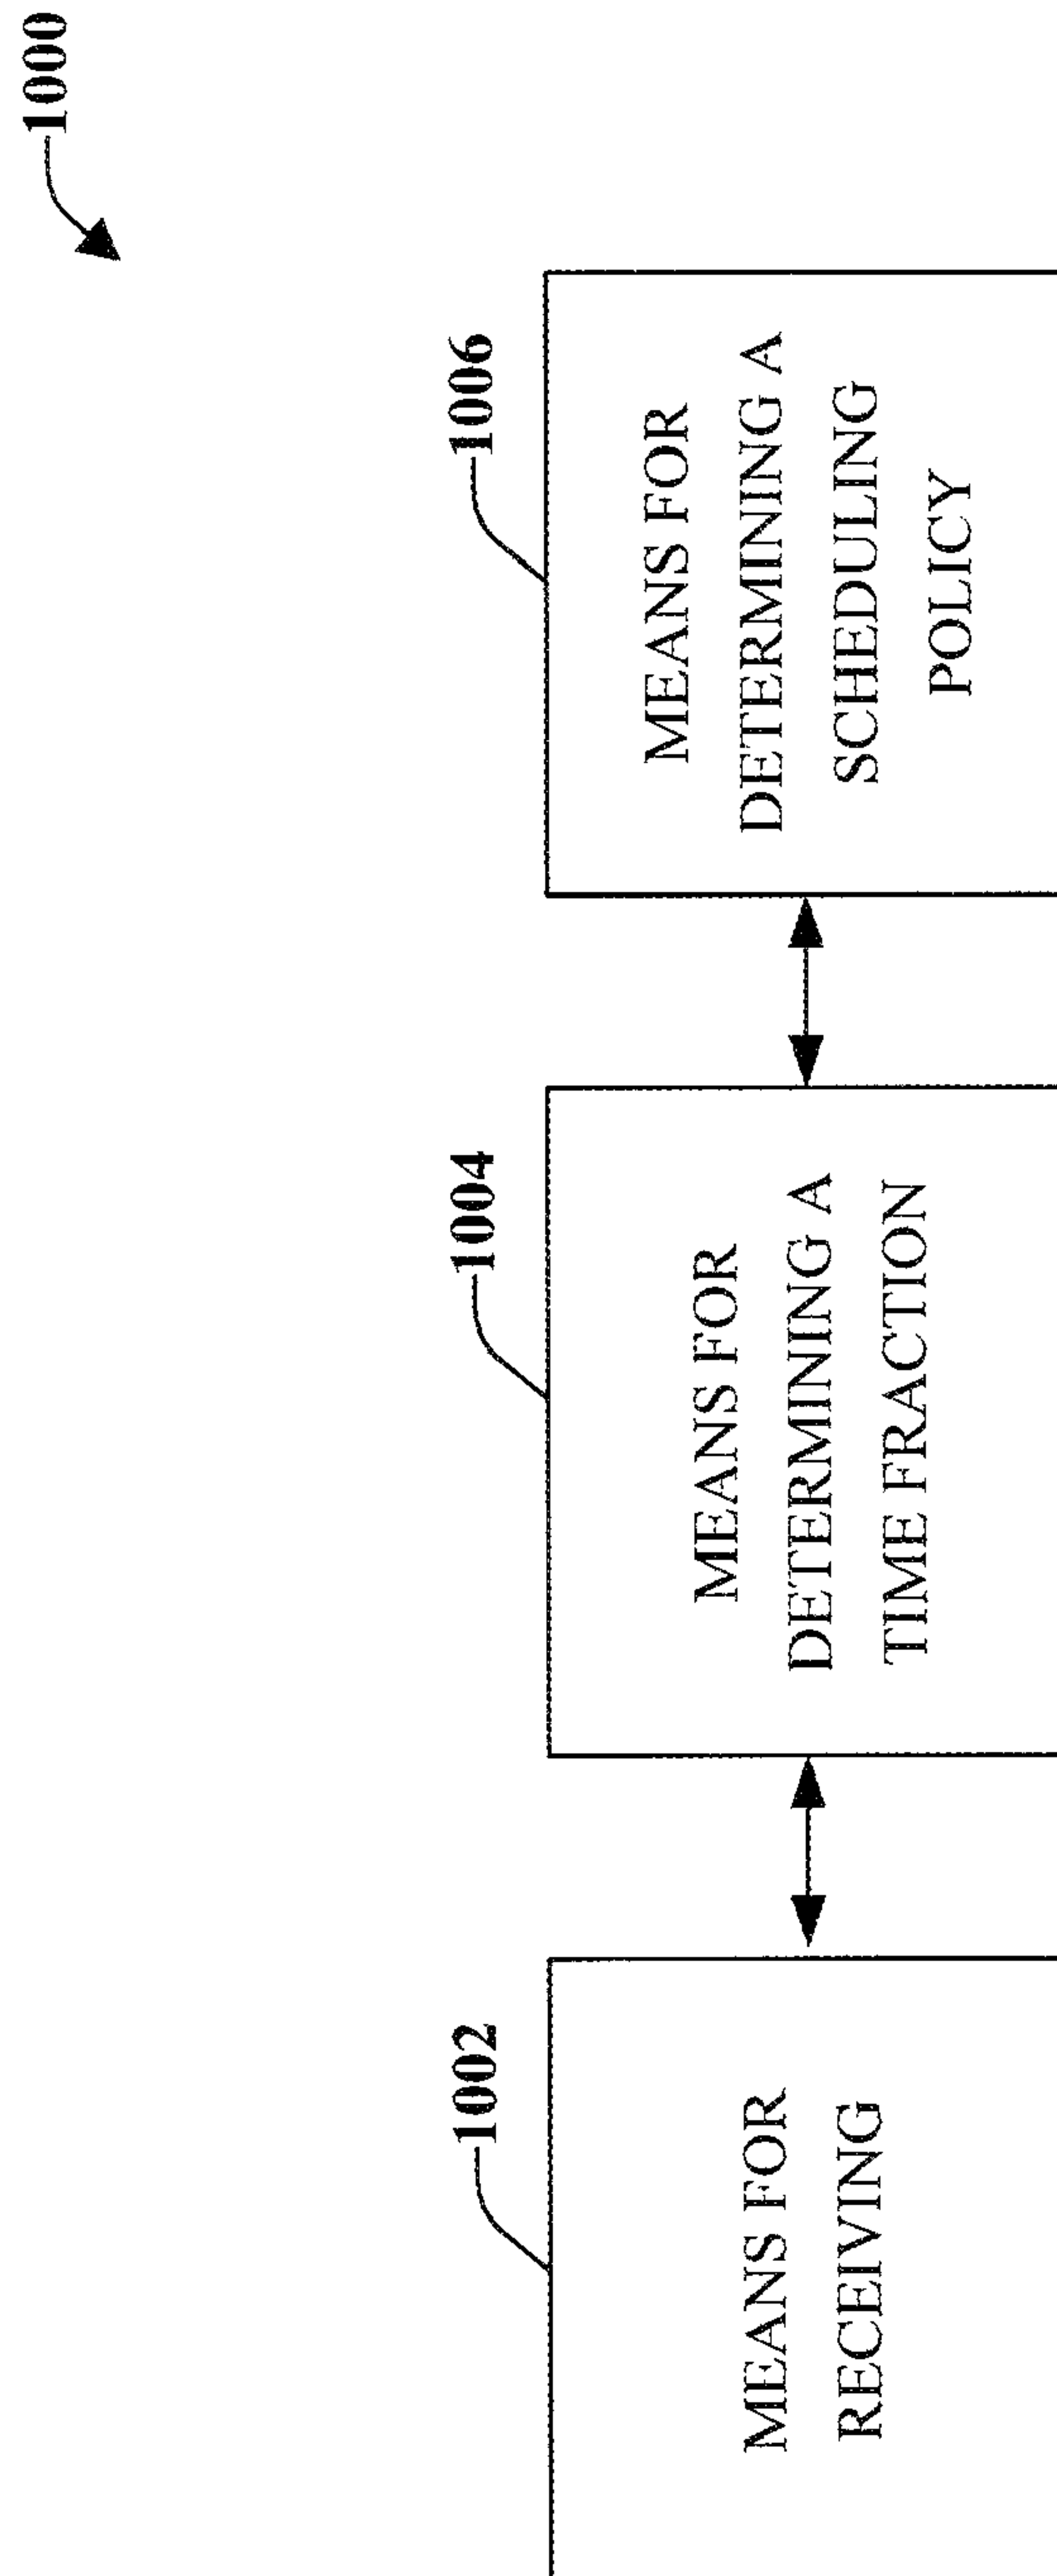 1000
1002
MEANS FOR
RECEIVING
1004
MEANS FOR
DETERMINING A
TIME FRACTION
1006
MEANS FOR
DETERMINING A
SCHEDULING
POLICY